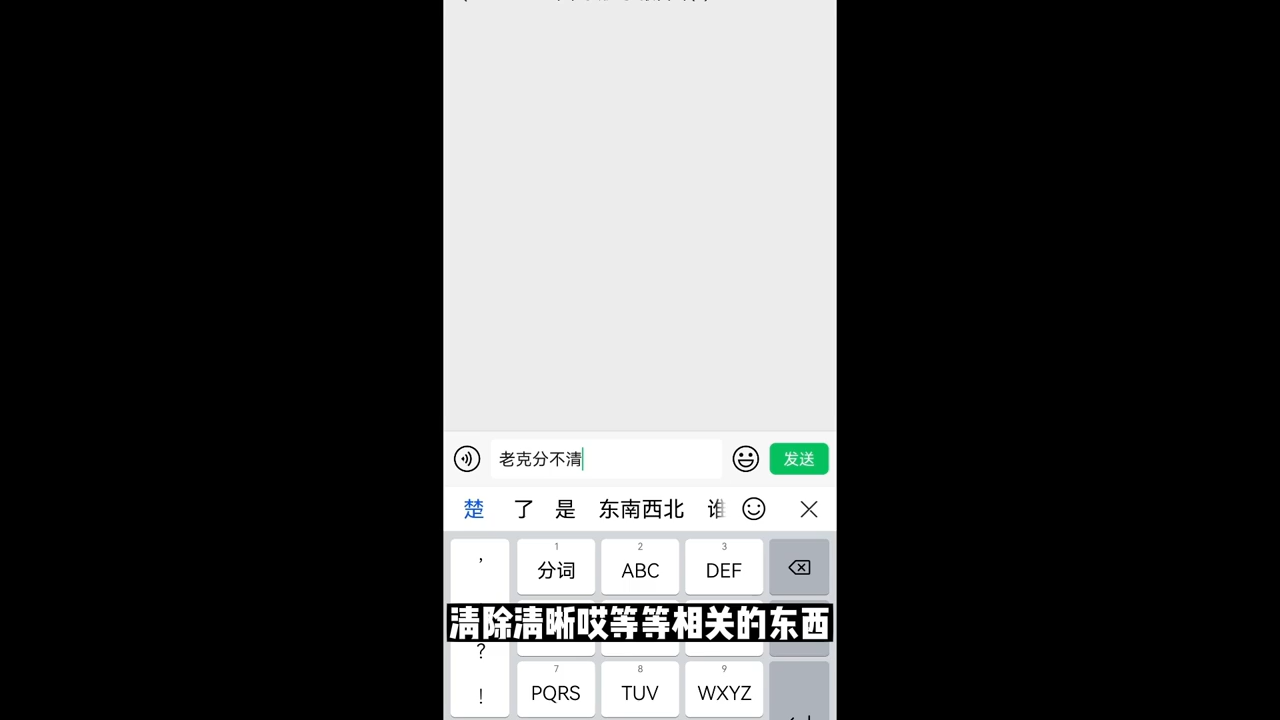 老克分不清
发送
楚 了 是 东南西北 谁
，
1 分词
2 ABC
3 DEF
清除清晰哎等等相关的东西
?
!
7 PQRS
8 TUV
9 WXYZ